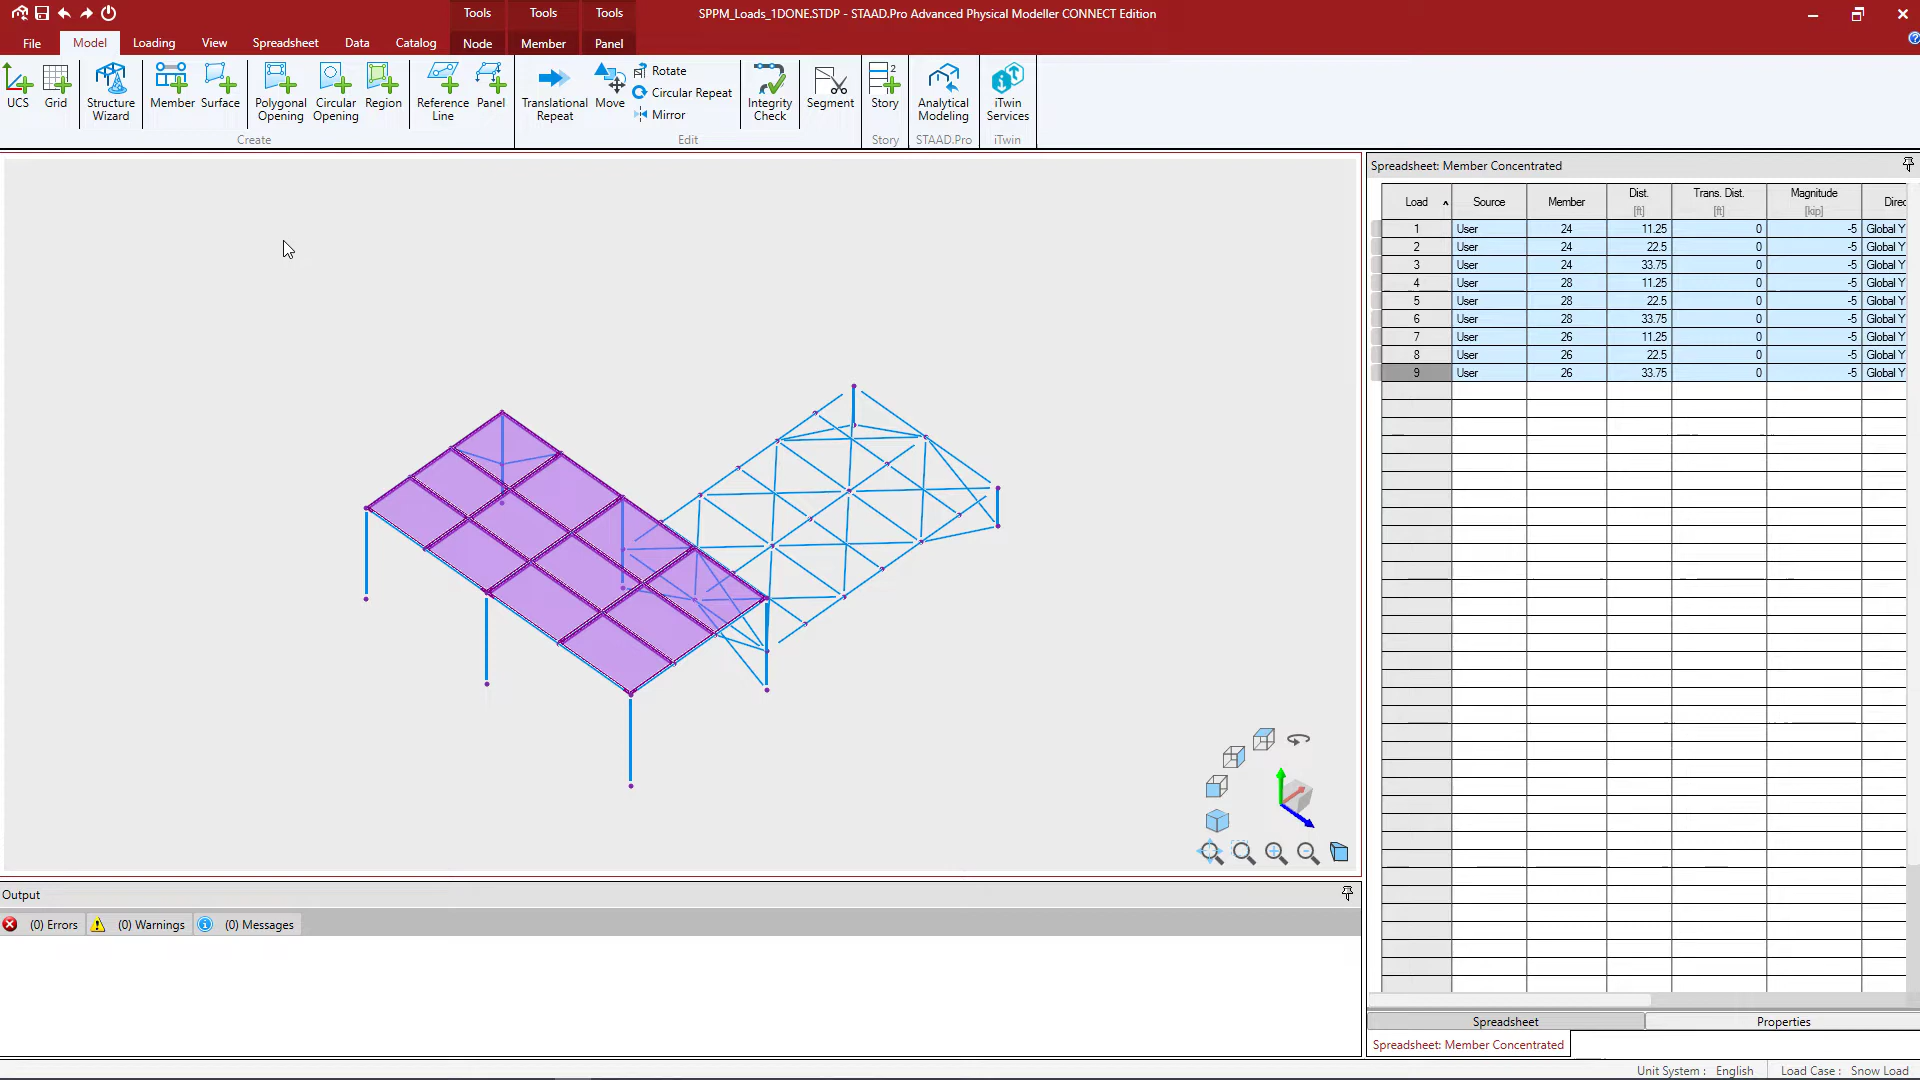 Tools Tools Tools
SPPM_Loads_1DONE.STDP - STAAD.Pro Advanced Physical Modeller CONNECT Edition
File Model Loading View Spreadsheet Data Catalog Node Member Panel
UCS Grid Structure Wizard Member Surface Polygonal Opening Circular Opening Region Reference Line Panel
Translational Repeat Move Rotate Circular Repeat Mirror Integrity Check Segment Story Analytical Modeling iTwin Services
Create Edit Story STAAD.Pro iTwin
Spreadsheet: Member Concentrated
Load Source Member Dist. Trans. Dist. Magnitude Direc
[ft] [ft] [kip]
1 User 24 11.25 0 -5 Global Y
2 User 24 22.5 0 -5 Global Y
3 User 24 33.75 0 -5 Global Y
4 User 28 11.25 0 -5 Global Y
5 User 28 22.5 0 -5 Global Y
6 User 28 33.75 0 -5 Global Y
7 User 26 11.25 0 -5 Global Y
8 User 26 22.5 0 -5 Global Y
9 User 26 33.75 0 -5 Global Y
Output
(0) Errors (0) Warnings (0) Messages
Spreadsheet Properties
Spreadsheet: Member Concentrated
Unit System : English Load Case : Snow Load